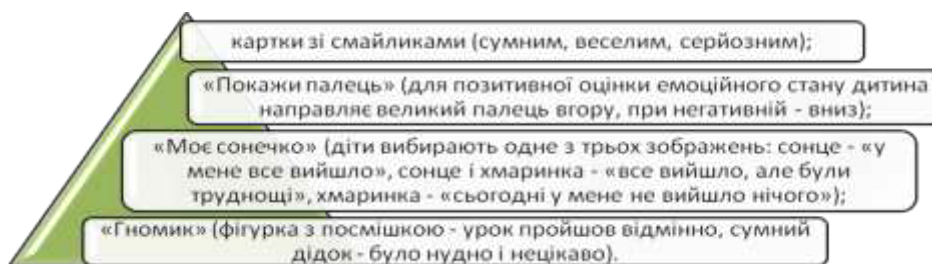 картки зі смайликами (сумним, веселим, серйозним);
«Покажи палець» (для позитивної оцінки емоційного стану дитина
направляє великий палець вгору, при негативній - вниз);
«Моє сонечко» (діти вибирають одне з трьох зображень: сонце - «у
мене все вийшло», сонце і хмаринка - «все вийшло, але були
труднощі», хмаринка - «сьогодні у мене не вийшло нічого»);
«Гномик» (фігурка з посмішкою - урок пройшов відмінно, сумний
дідок - було нудно і нецікаво).